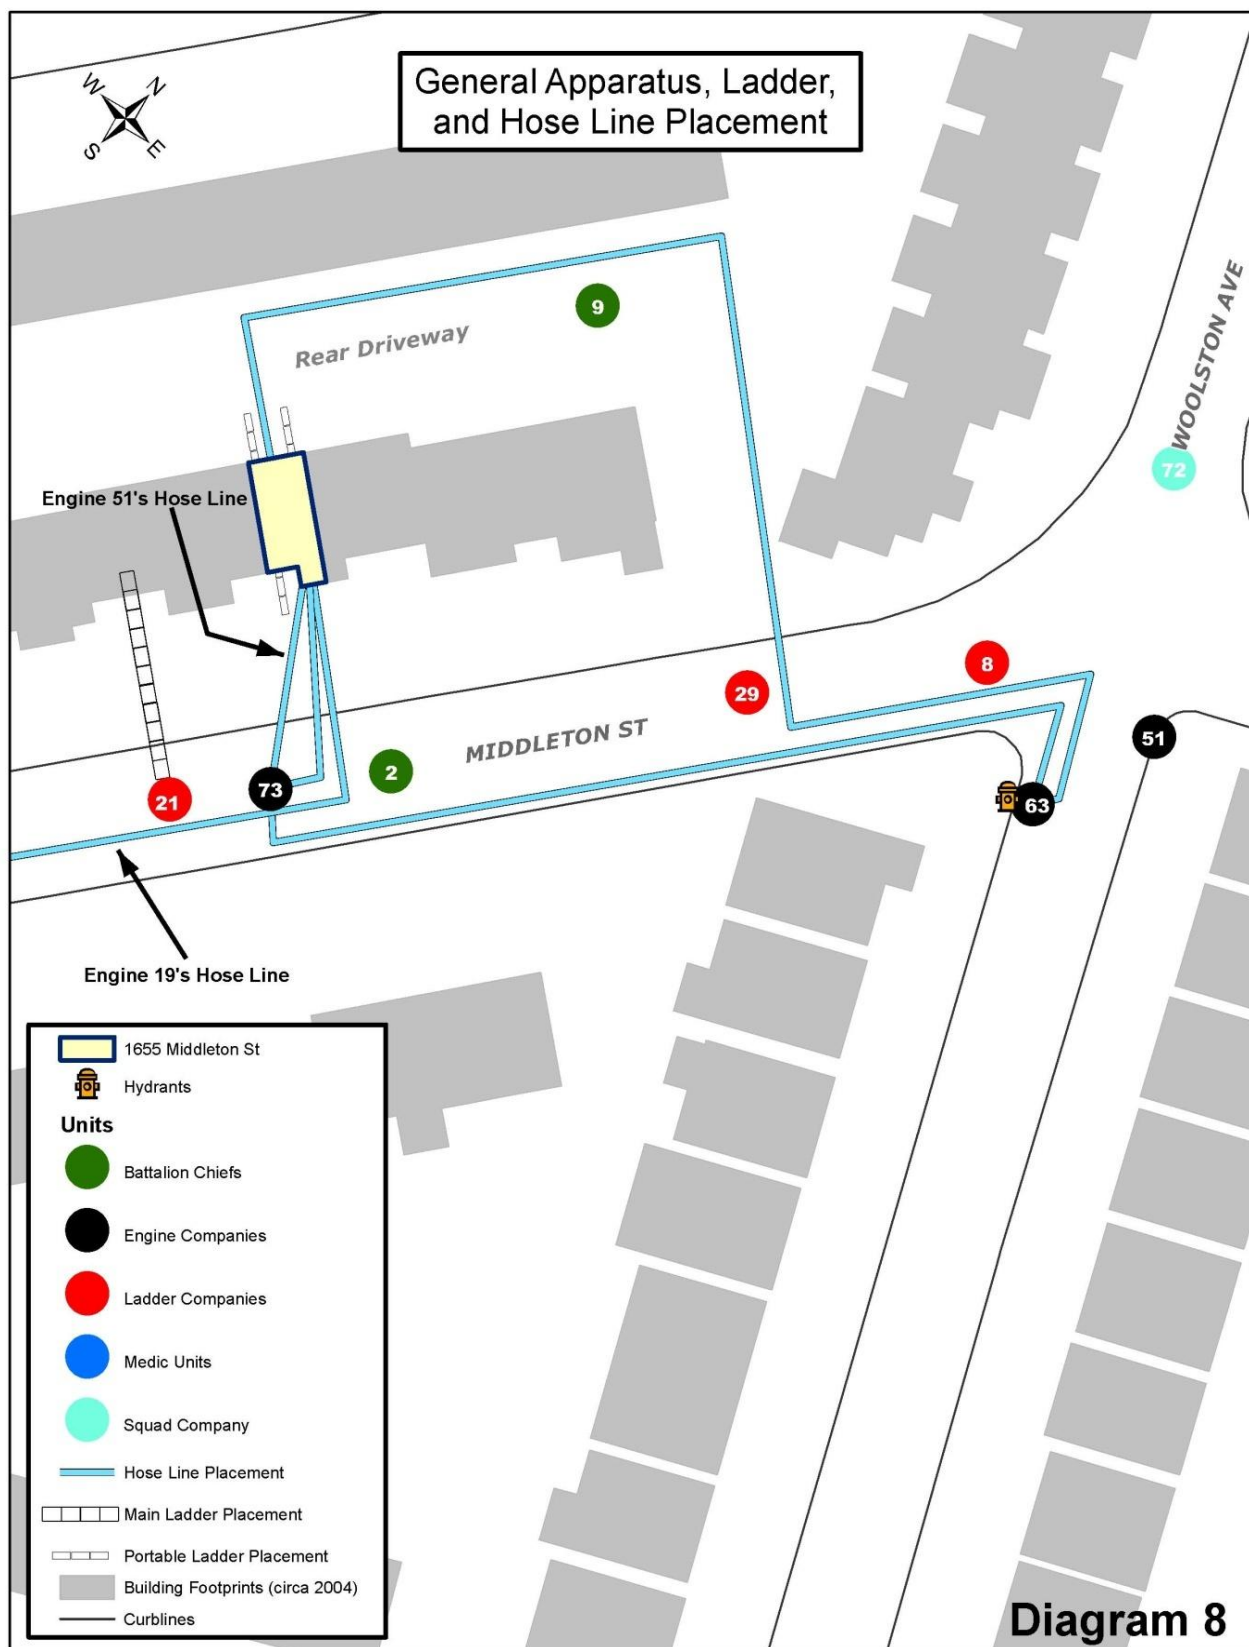 General Apparatus, Ladder,
and Hose Line Placement
W
N
S
E
9
Rear Driveway
WOOLSTON AVE
72
Engine 51's Hose Line
8
29
MIDDLETON ST
51
2
73
21
63
Engine 19's Hose Line
1655 Middleton St
Hydrants
Units
Battalion Chiefs
Engine Companies
Ladder Companies
Medic Units
Squad Company
Hose Line Placement
Main Ladder Placement
Portable Ladder Placement
Building Footprints (circa 2004)
Curblines
Diagram 8